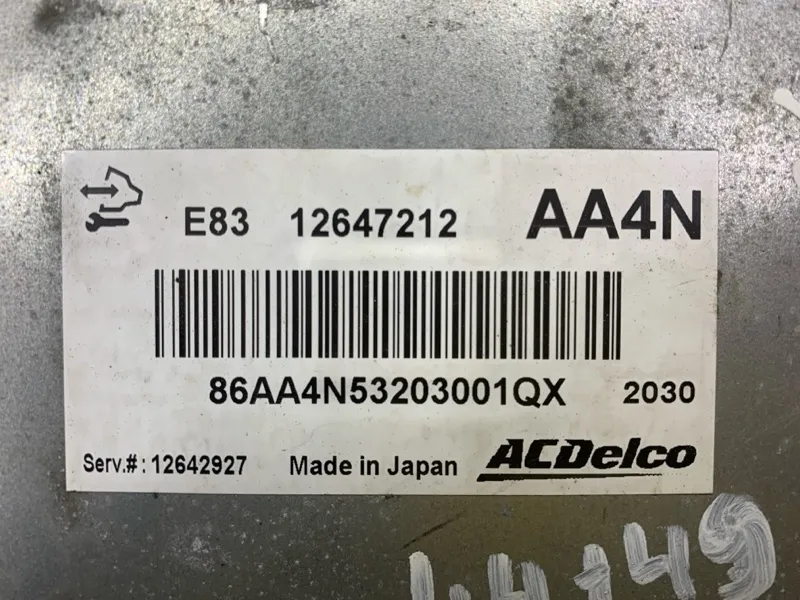 E83 12647212 AA4N
86AA4N53203001QX 2030
Serv.#: 12642927 Made in Japan ACDelco